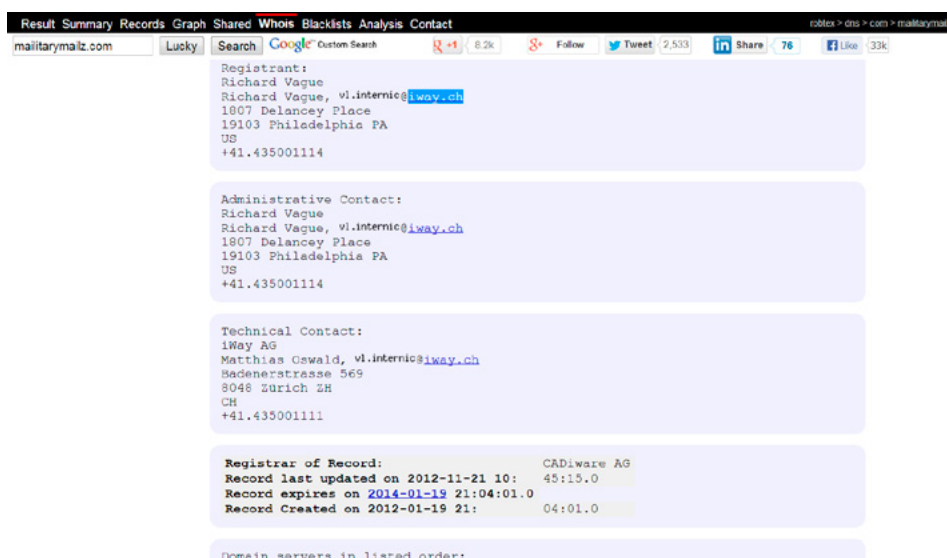 Result Summary Records Graph Shared Whois Blacklists Analysis Contact
robtex > dns > com > mailitarymail
mailitarymailz.com Lucky Search Google™ Custom Search +1 8.2k Follow Tweet 2,533 in Share 76 Like 33k
Registrant:
Richard Vague
Richard Vague, vl.internic@iway.ch
1807 Delancey Place
19103 Philadelphia PA
US
+41.435001114
Administrative Contact:
Richard Vague
Richard Vague, vl.internic@iway.ch
1807 Delancey Place
19103 Philadelphia PA
US
+41.435001114
Technical Contact:
iWay AG
Matthias Oswald, vl.internic@iway.ch
Badenerstrasse 569
8048 Zürich ZH
CH
+41.435001111
Registrar of Record: CADiware AG
Record last updated on 2012-11-21 10: 45:15.0
Record expires on 2014-01-19 21:04:01.0
Record Created on 2012-01-19 21: 04:01.0
Domain servers in listed order: